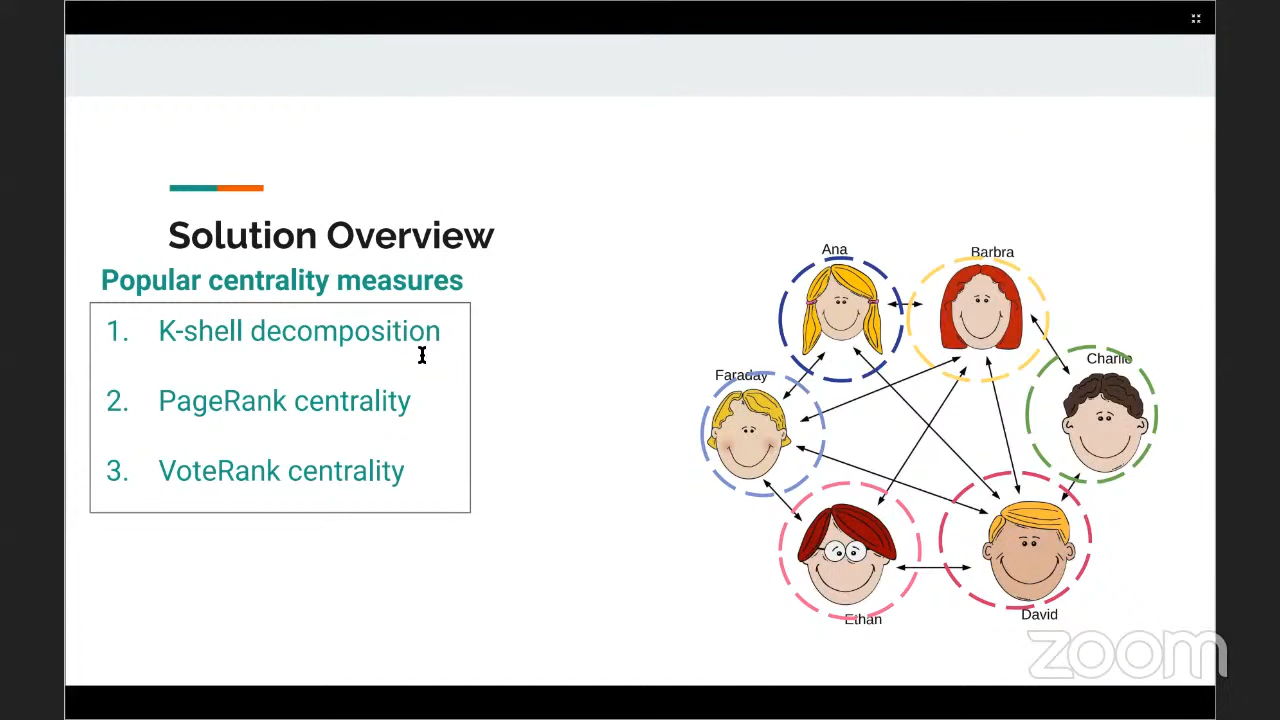 Solution Overview
Popular centrality measures
1. K-shell decomposition
2. PageRank centrality
3. VoteRank centrality
Ana
Barbra
Charlie
Faraday
Ethan
David
zoom